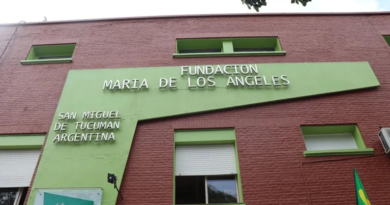 FUNDACION
MARIA DE LOS ANGELES
SAN MIGUEL
DE TUCUMAN
ARGENTINA